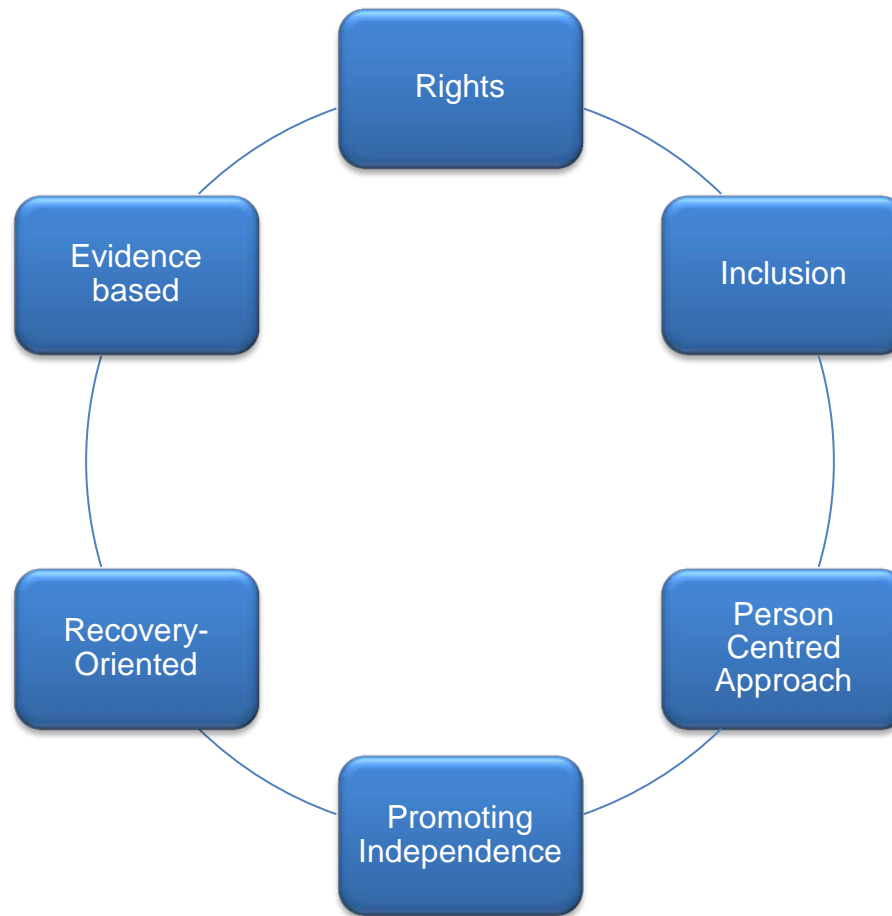 Rights
Inclusion
Person
Centred
Approach
Promoting
Independence
Recovery-
Oriented
Evidence
based